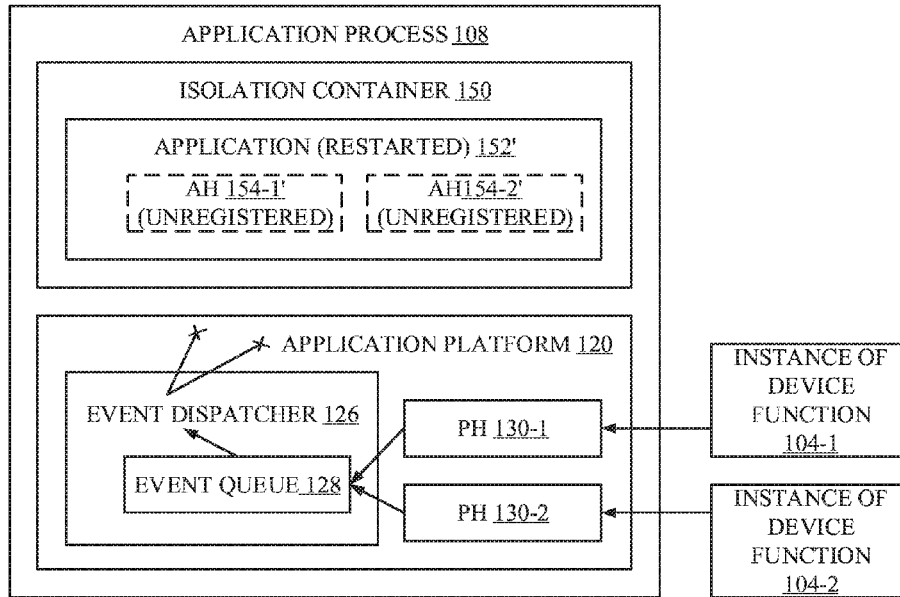 APPLICATION PROCESS 108
ISOLATION CONTAINER 150
APPLICATION (RESTARTED) 152'
AH 154-1'
(UNREGISTERED)
AH154-2'
(UNREGISTERED)
APPLICATION PLATFORM 120
EVENT DISPATCHER 126
EVENT QUEUE 128
PH 130-1
PH 130-2
INSTANCE OF
DEVICE
FUNCTION
104-1
INSTANCE OF
DEVICE
FUNCTION
104-2